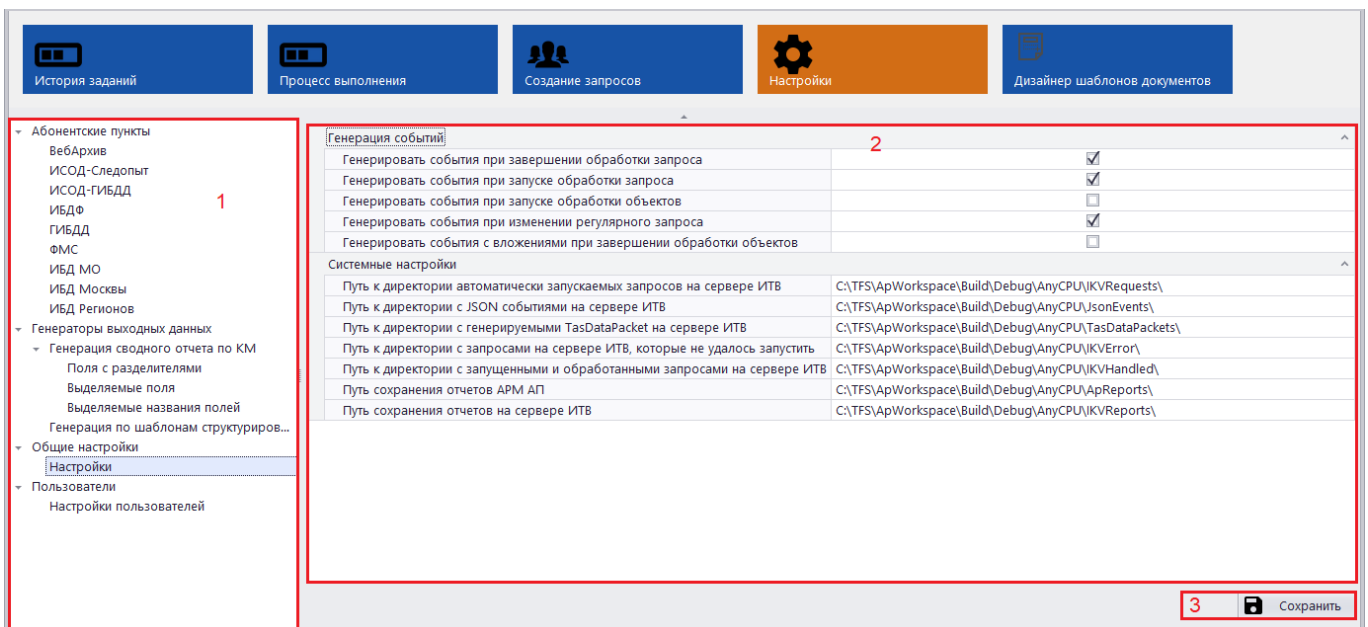 История заданий
Процесс выполнения
Создание запросов
Настройки
Дизайнер шаблонов документов
1
Абонентские пункты
ВебАрхив
ИСОД-Следопыт
ИСОД-ГИБДД
ИБДФ
ГИБДД
ФМС
ИБД МО
ИБД Москвы
ИБД Регионов
Генераторы выходных данных
Генерация сводного отчета по КМ
Поля с разделителями
Выделяемые поля
Выделяемые названия полей
Генерация по шаблонам структуриров...
Общие настройки
Настройки
Пользователи
Настройки пользователей
2
Генерация событий
Генерировать события при завершении обработки запроса
Генерировать события при запуске обработки запроса
Генерировать события при запуске обработки объектов
Генерировать события при изменении регулярного запроса
Генерировать события с вложениями при завершении обработки объектов
Системные настройки
Путь к директории автоматически запускаемых запросов на сервере ИТВ C:\TFS\ApWorkspace\Build\Debug\AnyCPU\IKVRequests\
Путь к директории с JSON событиями на сервере ИТВ C:\TFS\ApWorkspace\Build\Debug\AnyCPU\JsonEvents\
Путь к директории с генерируемыми TasDataPacket на сервере ИТВ C:\TFS\ApWorkspace\Build\Debug\AnyCPU\TasDataPackets\
Путь к директории с запросами на сервере ИТВ, которые не удалось запустить C:\TFS\ApWorkspace\Build\Debug\AnyCPU\IKVError\
Путь к директории с запущенными и обработанными запросами на сервере ИТВ C:\TFS\ApWorkspace\Build\Debug\AnyCPU\IKVHandled\
Путь сохранения отчетов АРМ АП C:\TFS\ApWorkspace\Build\Debug\AnyCPU\ApReports\
Путь сохранения отчетов на сервере ИТВ C:\TFS\ApWorkspace\Build\Debug\AnyCPU\IKVReports\
3 Сохранить